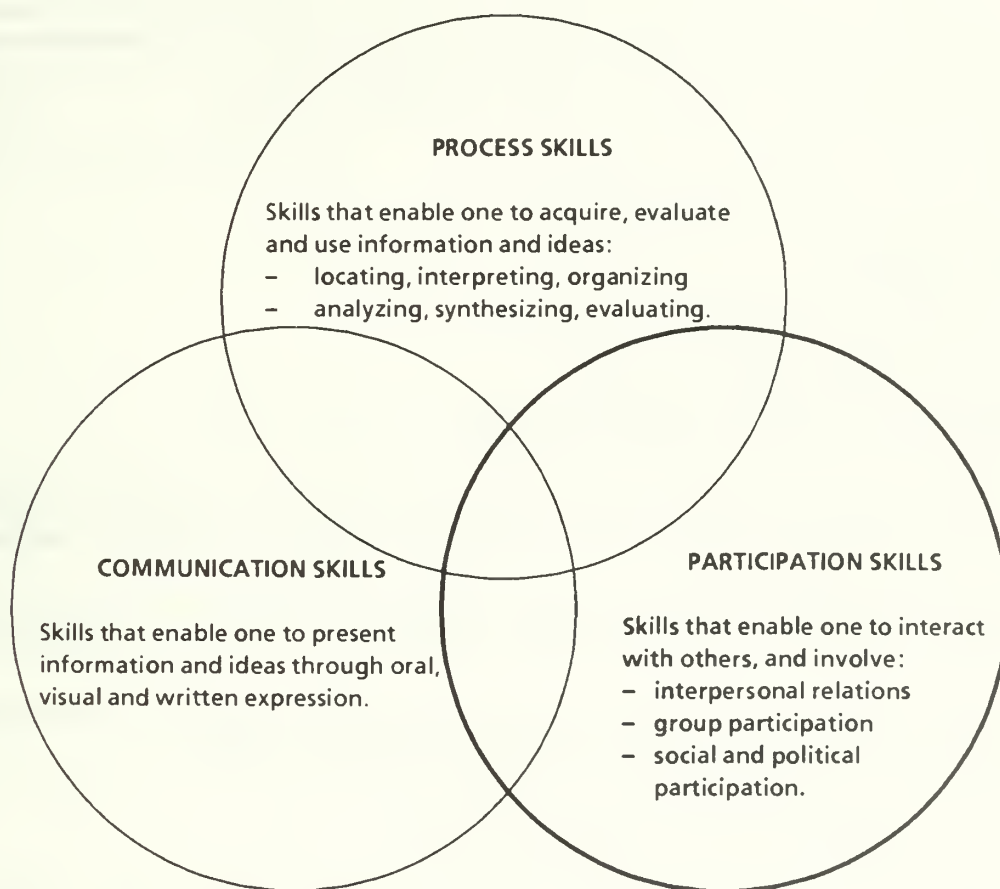 PROCESS SKILLS
Skills that enable one to acquire, evaluate
and use information and ideas:
– locating, interpreting, organizing
– analyzing, synthesizing, evaluating.
COMMUNICATION SKILLS
Skills that enable one to present
information and ideas through oral,
visual and written expression.
PARTICIPATION SKILLS
Skills that enable one to interact
with others, and involve:
– interpersonal relations
– group participation
– social and political
participation.